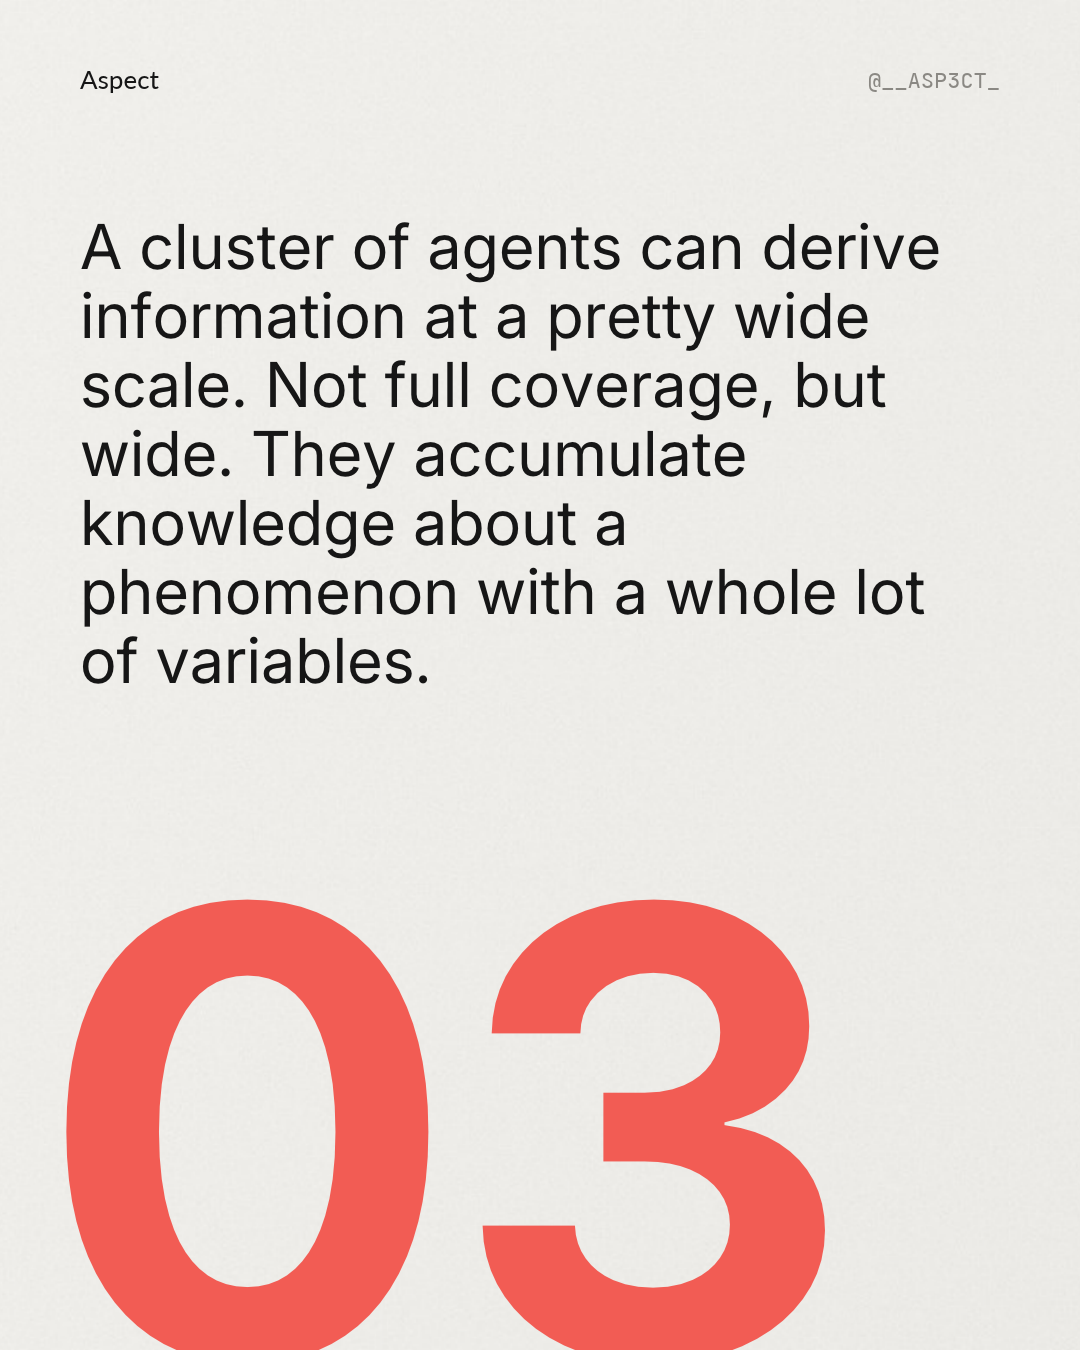 Aspect
@__ASP3CT_
A cluster of agents can derive
information at a pretty wide
scale. Not full coverage, but
wide. They accumulate
knowledge about a
phenomenon with a whole lot
of variables.
03